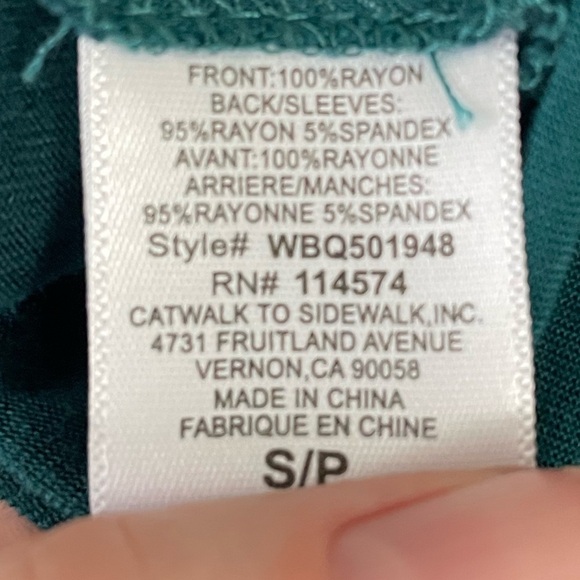 FRONT:100%RAYON
BACK/SLEEVES:
95%RAYON 5%SPANDEX
AVANT:100%RAYONNE
ARRIERE/MANCHES:
95%RAYONNE 5%SPANDEX
Style# WBQ501948
RN# 114574
CATWALK TO SIDEWALK,INC.
4731 FRUITLAND AVENUE
VERNON,CA 90058
MADE IN CHINA
FABRIQUE EN CHINE
S/P